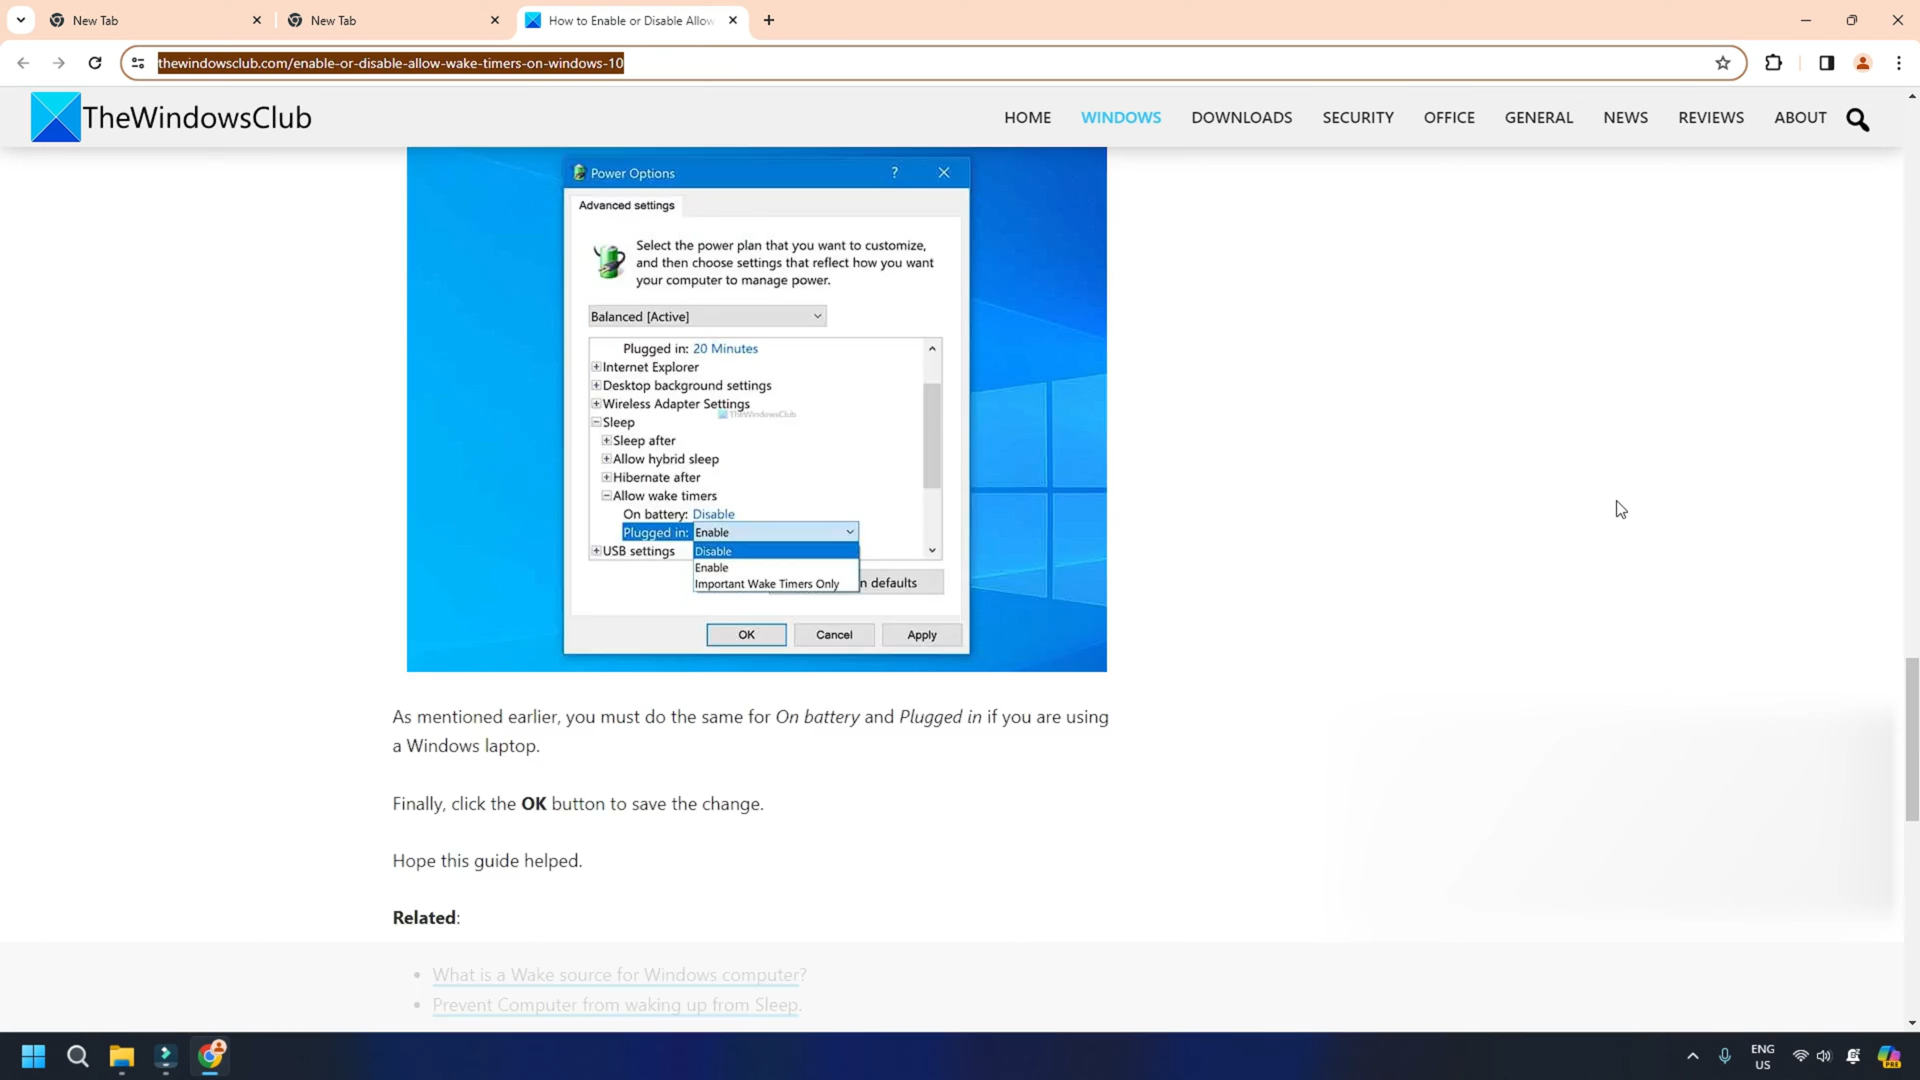 New Tab
New Tab
How to Enable or Disable Allow
thewindowsclub.com/enable-or-disable-allow-wake-timers-on-windows-10
TheWindowsClub
HOME WINDOWS DOWNLOADS SECURITY OFFICE GENERAL NEWS REVIEWS ABOUT
Power Options
?
Advanced settings
Select the power plan that you want to customize,
and then choose settings that reflect how you want
your computer to manage power.
Balanced [Active]
Plugged in: 20 Minutes
Internet Explorer
Desktop background settings
Wireless Adapter Settings
TheWindowsClub
Sleep
Sleep after
Allow hybrid sleep
Hibernate after
Allow wake timers
On battery: Disable
Plugged in: Enable
USB settings
Disable
Enable
Important Wake Timers Only
n defaults
OK Cancel Apply
As mentioned earlier, you must do the same for On battery and Plugged in if you are using
a Windows laptop.
Finally, click the OK button to save the change.
Hope this guide helped.
Related:
What is a Wake source for Windows computer?
Prevent Computer from waking up from Sleep.
ENG
US
PRE